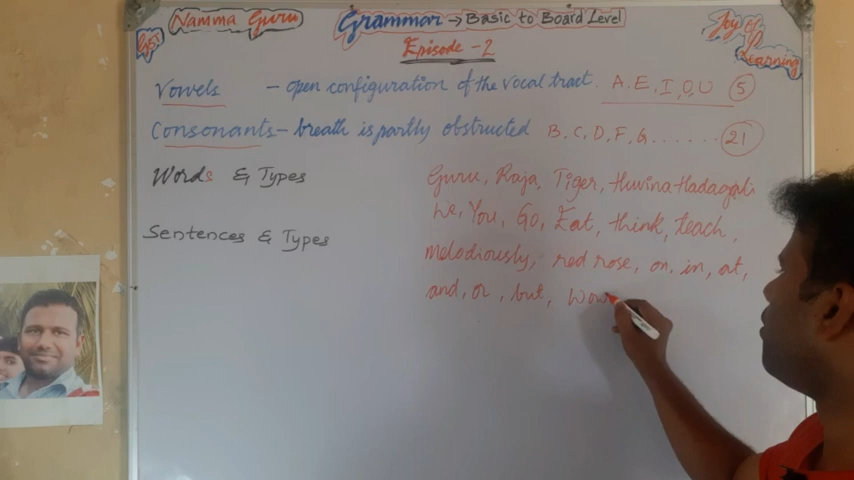 Namma Guru
Grammar → Basic to Board Level
Joy of Learning
Episode - 2
Vowels - open configuration of the vocal tract. A, E, I, O, U 5
Consonants - breath is partly obstructed B, C, D, F, G....... 21
Words & Types
Guru, Raja, Tiger, Huvina-Hadagali
We, You, Go, Eat, think, teach,
Sentences & Types
melodiously, red rose, on, in, at,
and, or, but, Wow